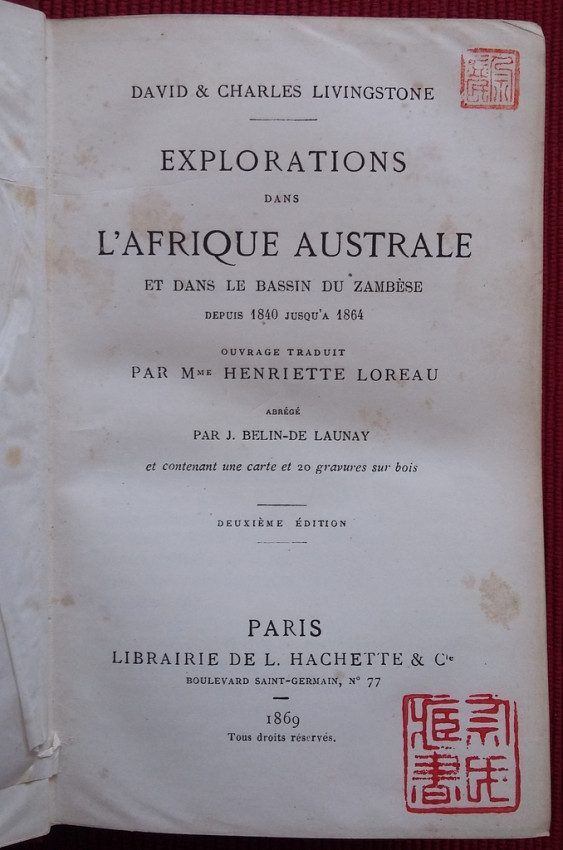 DAVID & CHARLES LIVINGSTONE
EXPLORATIONS
DANS
L'AFRIQUE AUSTRALE
ET DANS LE BASSIN DU ZAMBÈSE
DEPUIS 1840 JUSQU'A 1864
OUVRAGE TRADUIT
PAR Mme HENRIETTE LOREAU
ABRÉGÉ
PAR J. BELIN-DE LAUNAY
et contenant une carte et 20 gravures sur bois
DEUXIÈME ÉDITION
PARIS
LIBRAIRIE DE L. HACHETTE & Cie
BOULEVARD SAINT-GERMAIN, N° 77
1869
Tous droits réservés.